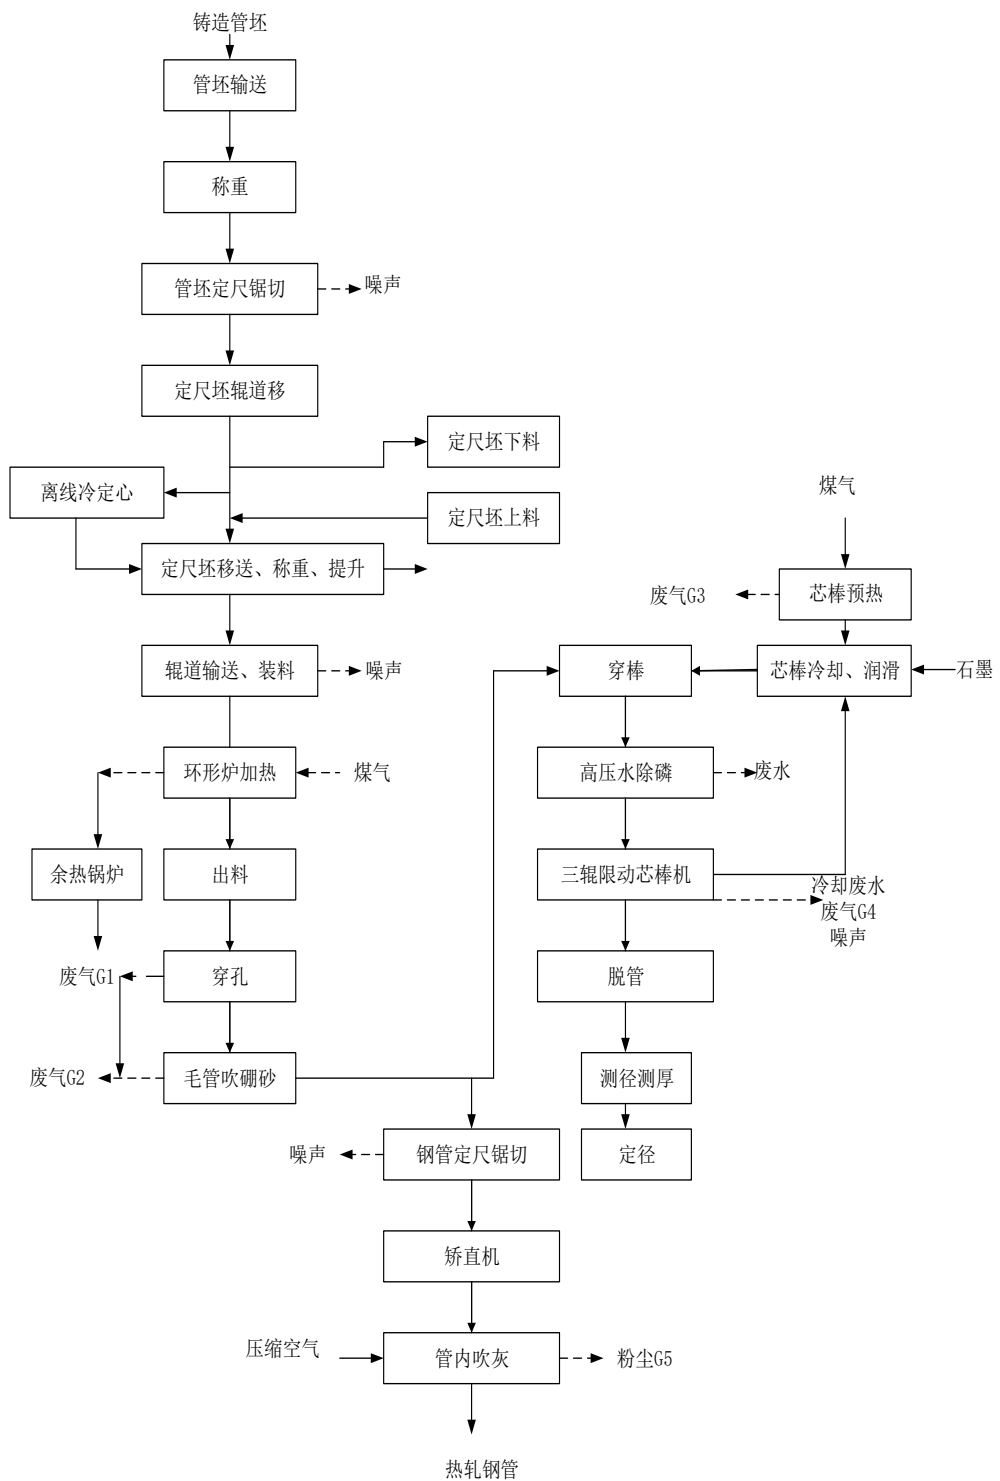 铸造管坯
管坯输送
称重
管坯定尺锯切
噪声
定尺坯辊道移
定尺坯下料
离线冷定心
定尺坯上料
煤气
定尺坯移送、称重、提升
废气G3
芯棒预热
辊道输送、装料
噪声
穿棒
芯棒冷却、润滑
石墨
环形炉加热
煤气
高压水除磷
废水
余热锅炉
出料
三辊限动芯棒机
冷却废水
废气G4
噪声
废气G1
穿孔
脱管
废气G2
毛管吹硼砂
测径测厚
噪声
钢管定尺锯切
定径
矫直机
压缩空气
管内吹灰
粉尘G5
热轧钢管